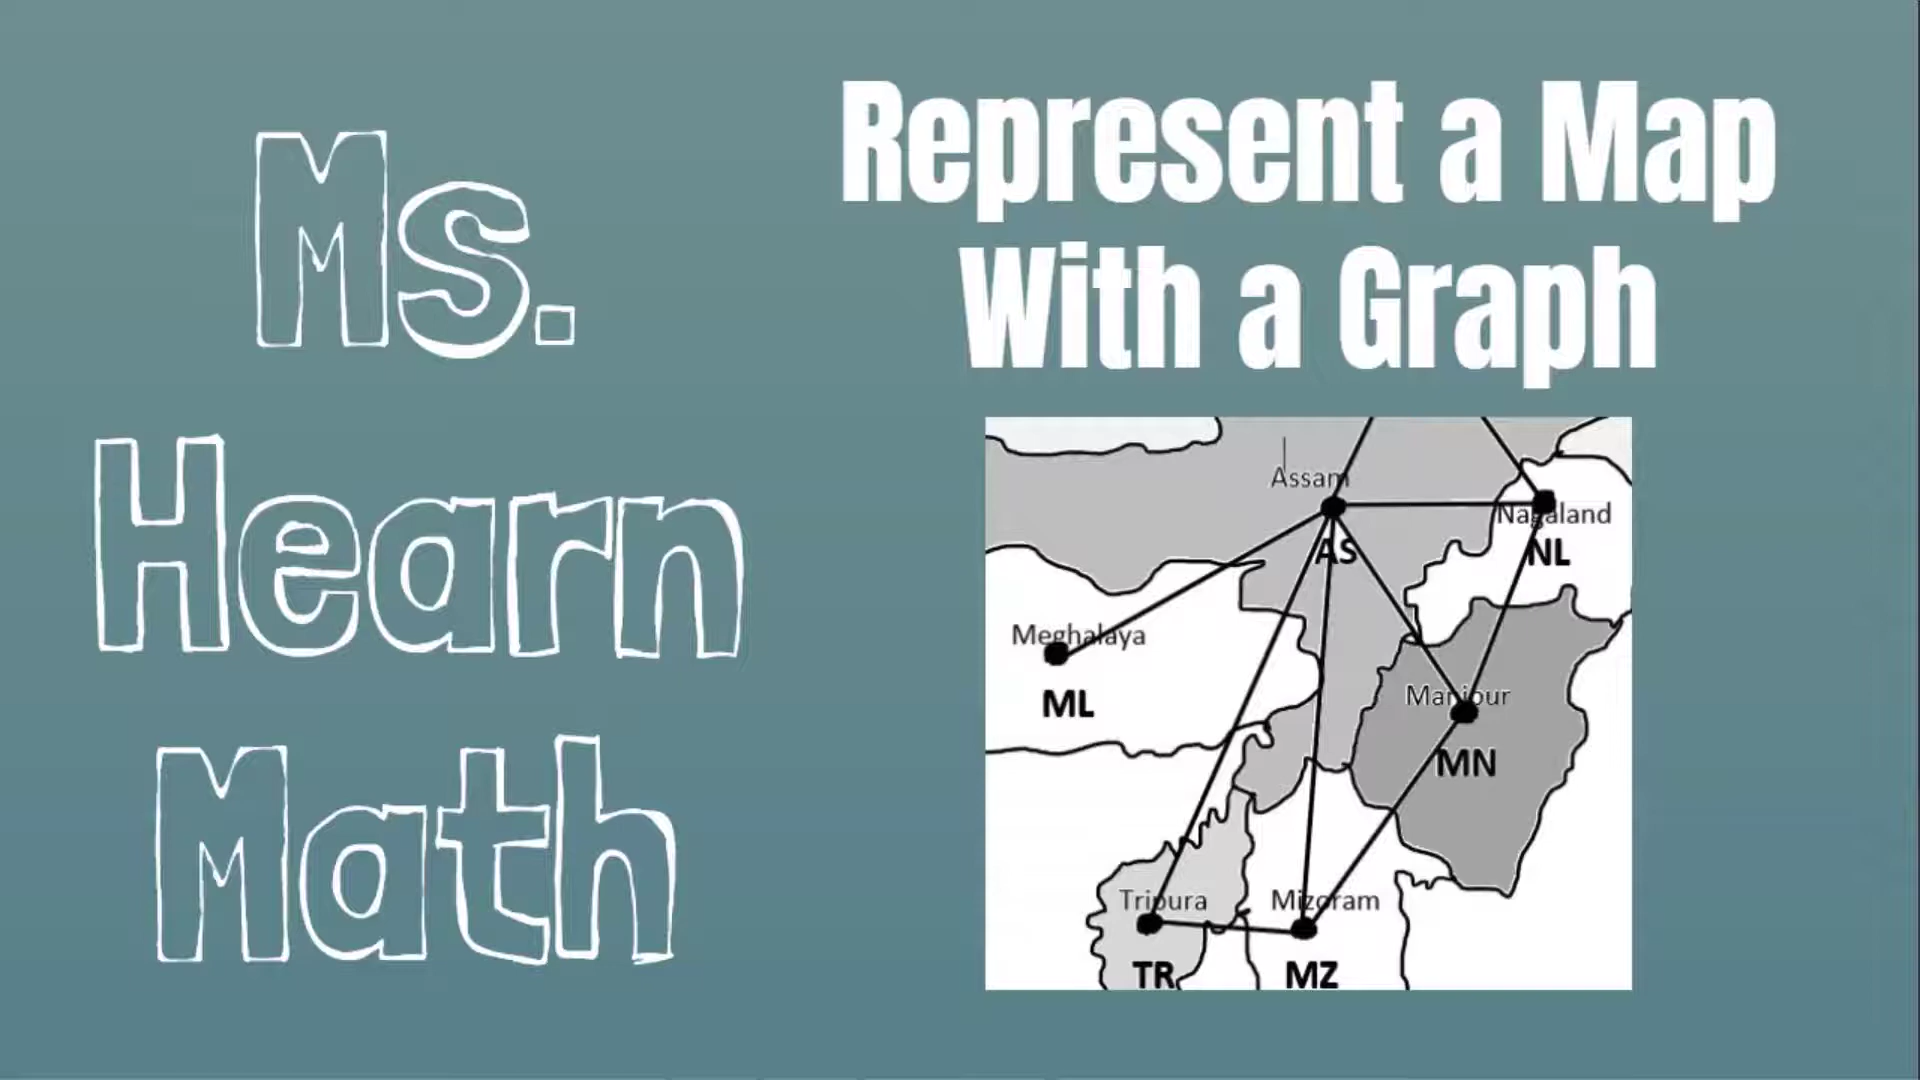 Ms.
Hearn
Math
Represent a Map
With a Graph
Assam
AS
Nagaland
NL
Meghalaya
ML
Manipur
MN
Tripura
TR
Mizoram
MZ